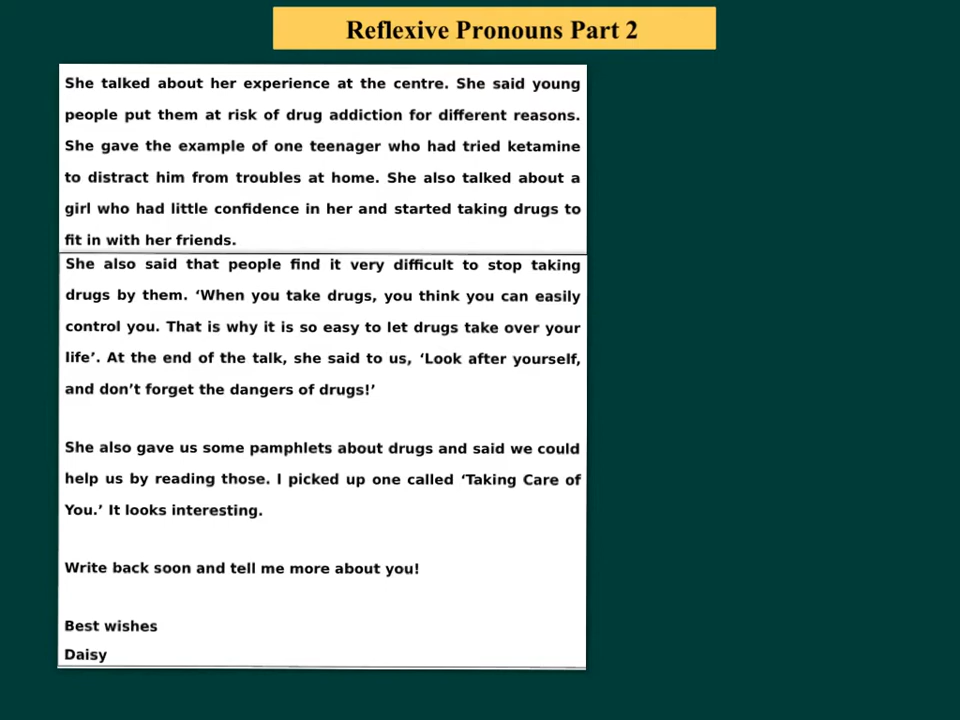 Reflexive Pronouns Part 2
She talked about her experience at the centre. She said young
people put them at risk of drug addiction for different reasons.
She gave the example of one teenager who had tried ketamine
to distract him from troubles at home. She also talked about a
girl who had little confidence in her and started taking drugs to
fit in with her friends.
She also said that people find it very difficult to stop taking
drugs by them. ‘When you take drugs, you think you can easily
control you. That is why it is so easy to let drugs take over your
life’. At the end of the talk, she said to us, ‘Look after yourself,
and don’t forget the dangers of drugs!’
She also gave us some pamphlets about drugs and said we could
help us by reading those. I picked up one called ‘Taking Care of
You.’ It looks interesting.
Write back soon and tell me more about you!
Best wishes
Daisy